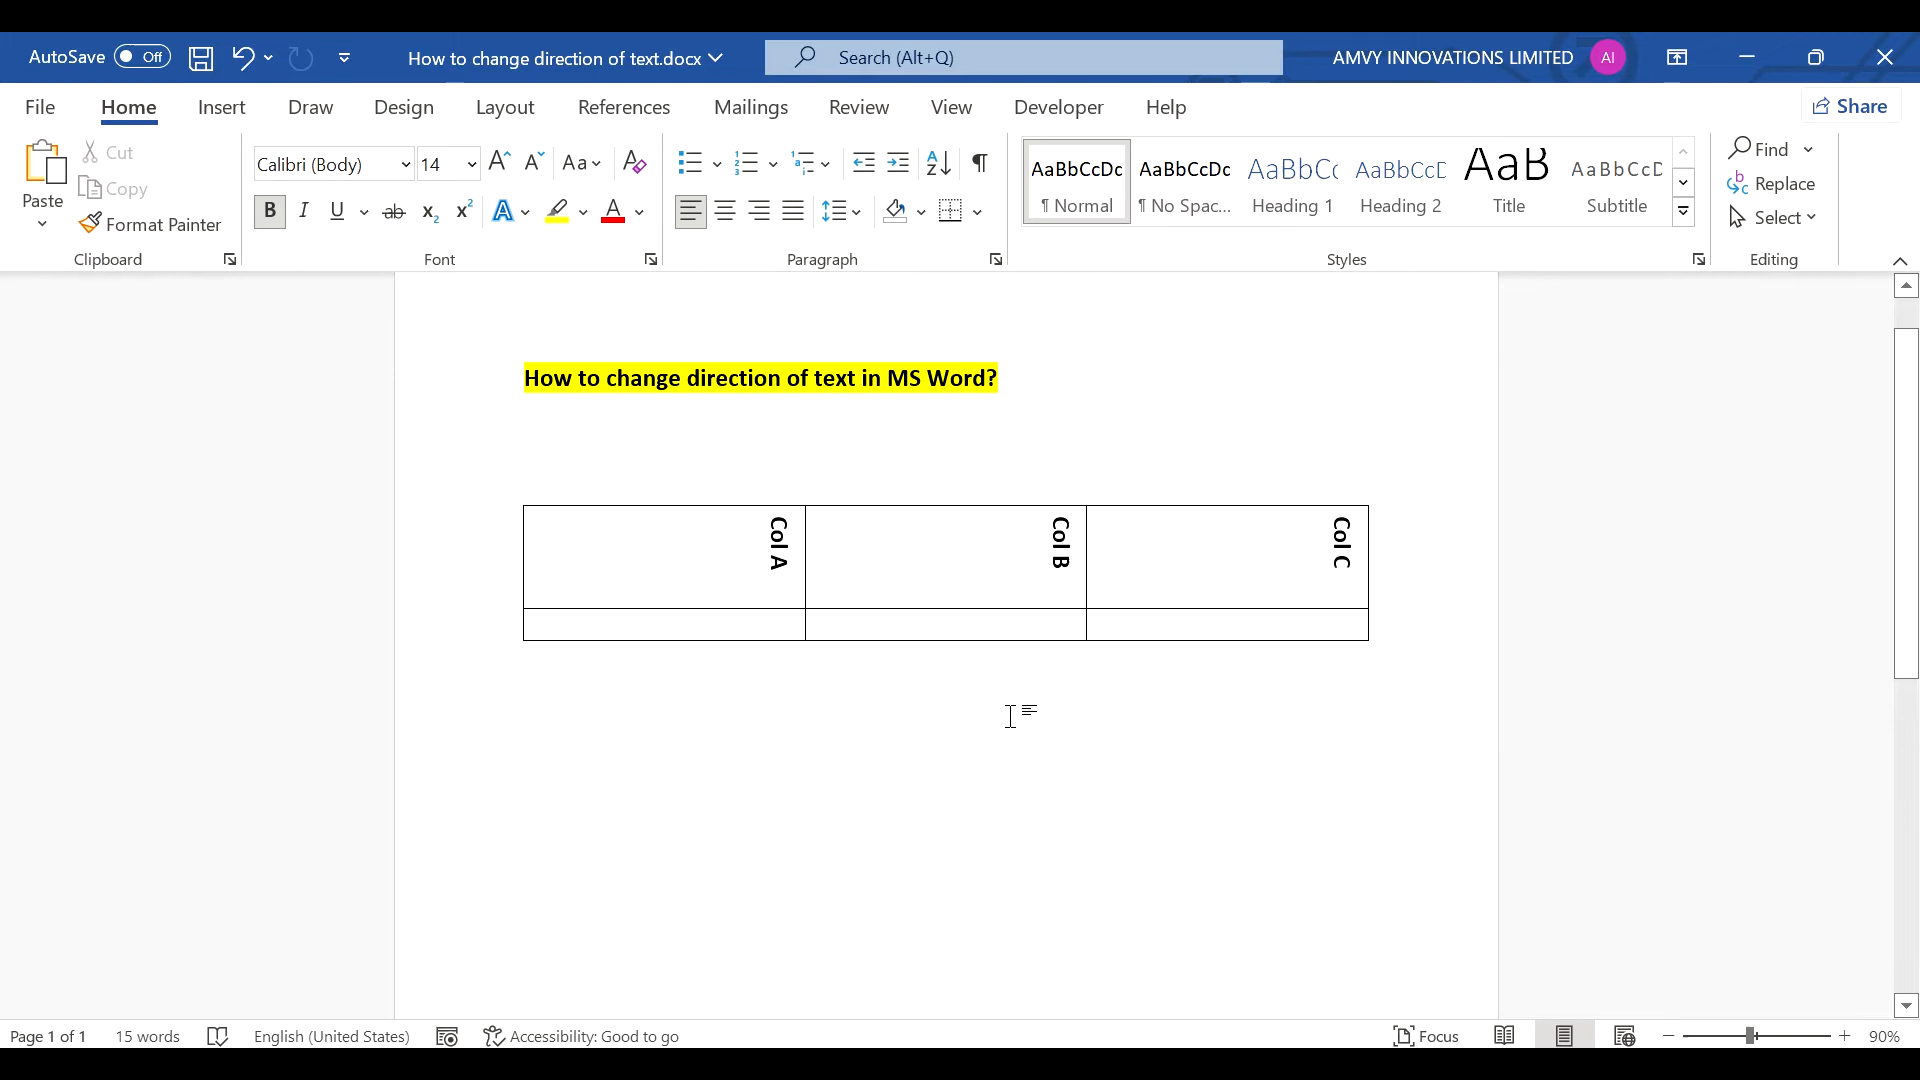 AutoSave Off How to change direction of text.docx Search (Alt+Q) AMVY INNOVATIONS LIMITED AI
File Home Insert Draw Design Layout References Mailings Review View Developer Help Share
Paste Cut Copy Format Painter
Calibri (Body) 14
AaBbCcDc AaBbCcDc AaBbCc AaBbCcD AaB AaBbCcD
¶ Normal ¶ No Spac... Heading 1 Heading 2 Title Subtitle
Find Replace Select
Clipboard Font Paragraph Styles Editing
How to change direction of text in MS Word?
Col A Col B Col C
Page 1 of 1 15 words English (United States) Accessibility: Good to go Focus 90%